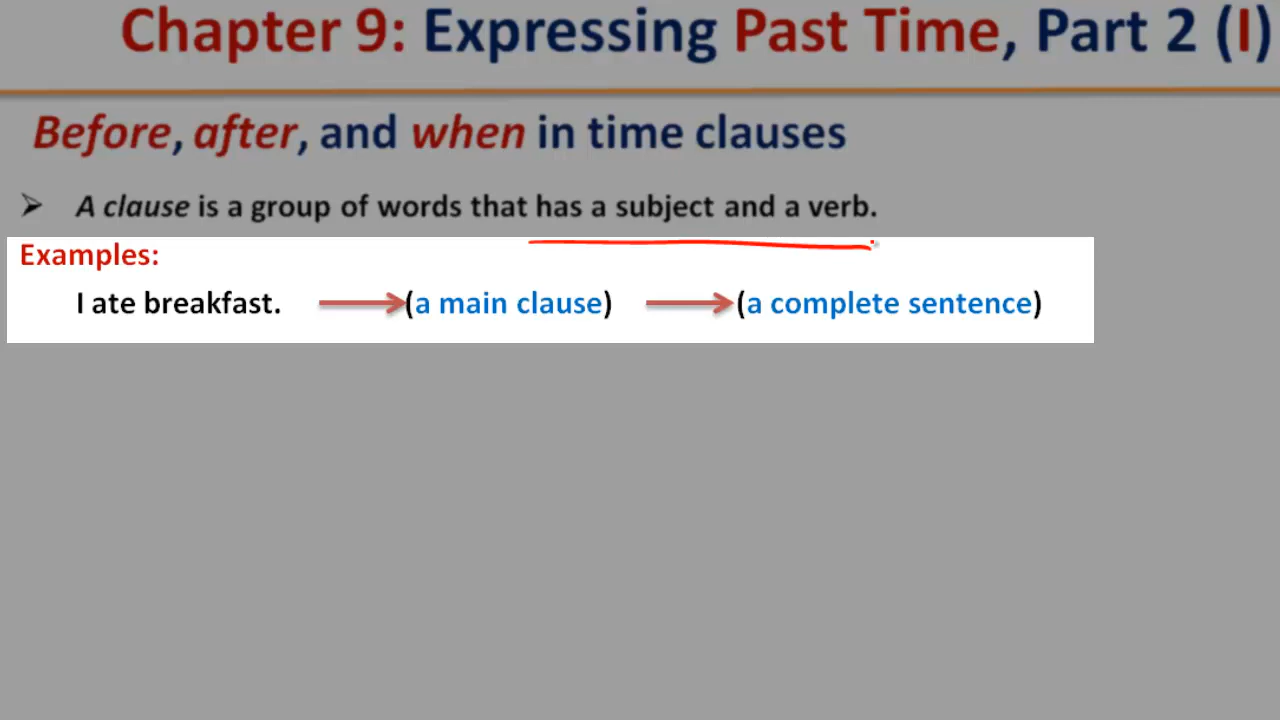 Chapter 9: Expressing Past Time, Part 2 (I)
Before, after, and when in time clauses
➢ A clause is a group of words that has a subject and a verb.
Examples:
I ate breakfast. (a main clause) (a complete sentence)